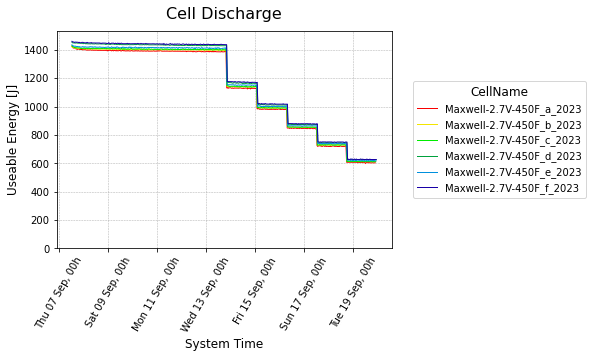 Cell Discharge
Useable Energy [J]
1400
1200
1000
800
600
400
200
0
Thu 07 Sep, 00h
Sat 09 Sep, 00h
Mon 11 Sep, 00h
Wed 13 Sep, 00h
Fri 15 Sep, 00h
Sun 17 Sep, 00h
Tue 19 Sep, 00h
System Time
CellName
Maxwell-2.7V-450F_a_2023
Maxwell-2.7V-450F_b_2023
Maxwell-2.7V-450F_c_2023
Maxwell-2.7V-450F_d_2023
Maxwell-2.7V-450F_e_2023
Maxwell-2.7V-450F_f_2023